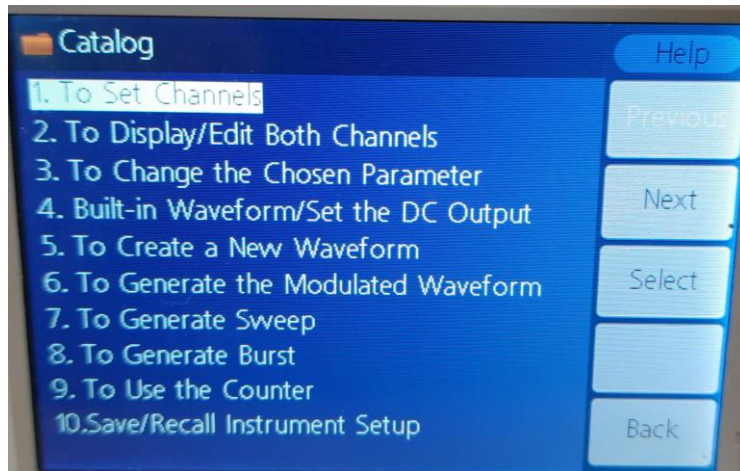 Catalog
Help
1. To Set Channels
Previous
2. To Display/Edit Both Channels
3. To Change the Chosen Parameter
Next
4. Built-in Waveform/Set the DC Output
5. To Create a New Waveform
6. To Generate the Modulated Waveform
Select
7. To Generate Sweep
8. To Generate Burst
9. To Use the Counter
10.Save/Recall Instrument Setup
Back